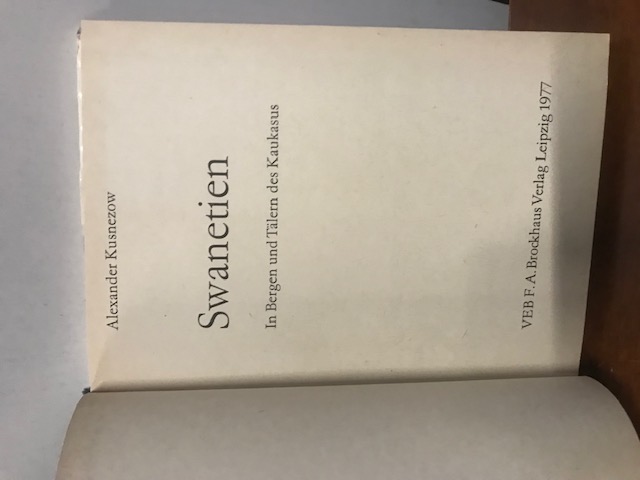 Alexander Kusnezow
Swanetien
In Bergen und Tälern des Kaukasus
VEB F. A. Brockhaus Verlag Leipzig 1977